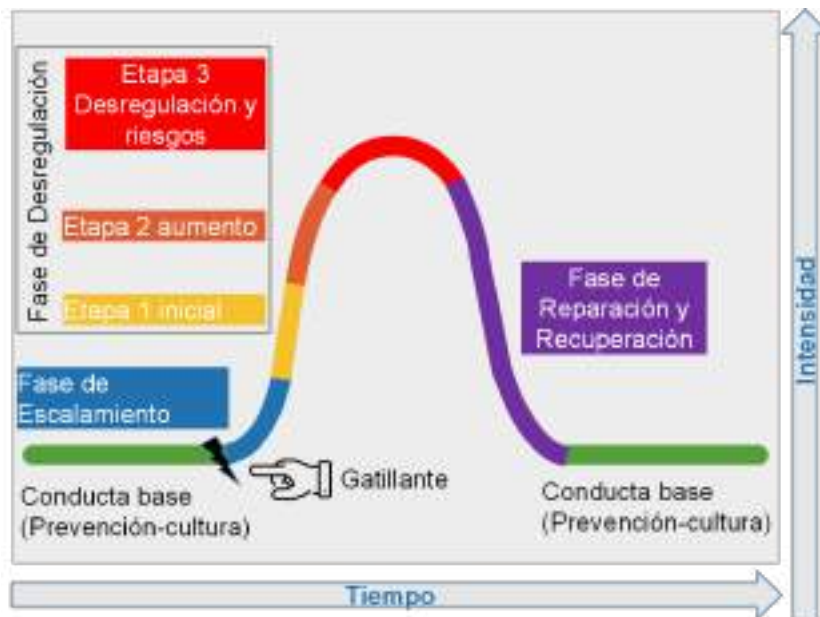 Fase de Desregulación
Etapa 3
Desregulación y
riesgos
Etapa 2 aumento
Etapa 1 inicial
Fase de
Escalamiento
Fase de
Reparación y
Recuperación
Gatillante
Conducta base
(Prevención-cultura)
Conducta base
(Prevención-cultura)
Tiempo
Intensidad